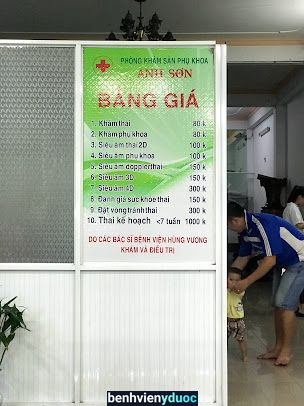 PHÒNG KHÁM SẢN PHỤ KHOA
ANH SƠN
BẢNG GIÁ
1. Khám thai 80 k
2. Khám phụ khoa 80 k
3. Siêu âm thai 2D 100 k
4. Siêu âm phụ khoa 100 k
5. Siêu âm doppler thai 150 k
6. Siêu âm 3D 150 k
7. Siêu âm 4D 300 k
8. Đánh giá sức khỏe thai 150 k
9. Đặt vòng tránh thai 300 k
10. Thai kế hoạch <7 tuần 1000 k
DO CÁC BÁC SĨ BỆNH VIỆN HÙNG VƯƠNG
KHÁM VÀ ĐIỀU TRỊ
benhvienyduoc